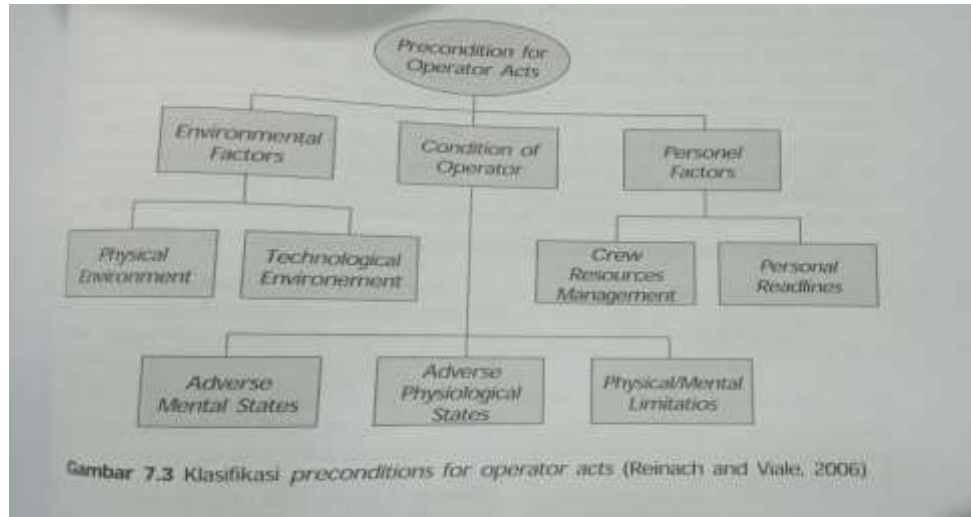 Precondition for
Operator Acts
Environmental
Factors
Condition of
Operator
Personel
Factors
Physical
Environment
Technological
Environement
Crew
Resources
Management
Personal
Readlines
Adverse
Mental States
Adverse
Physiological
States
Physical/Mental
Limitatios
Gambar 7.3 Klasifikasi preconditions for operator acts (Reinach and Viale, 2006)